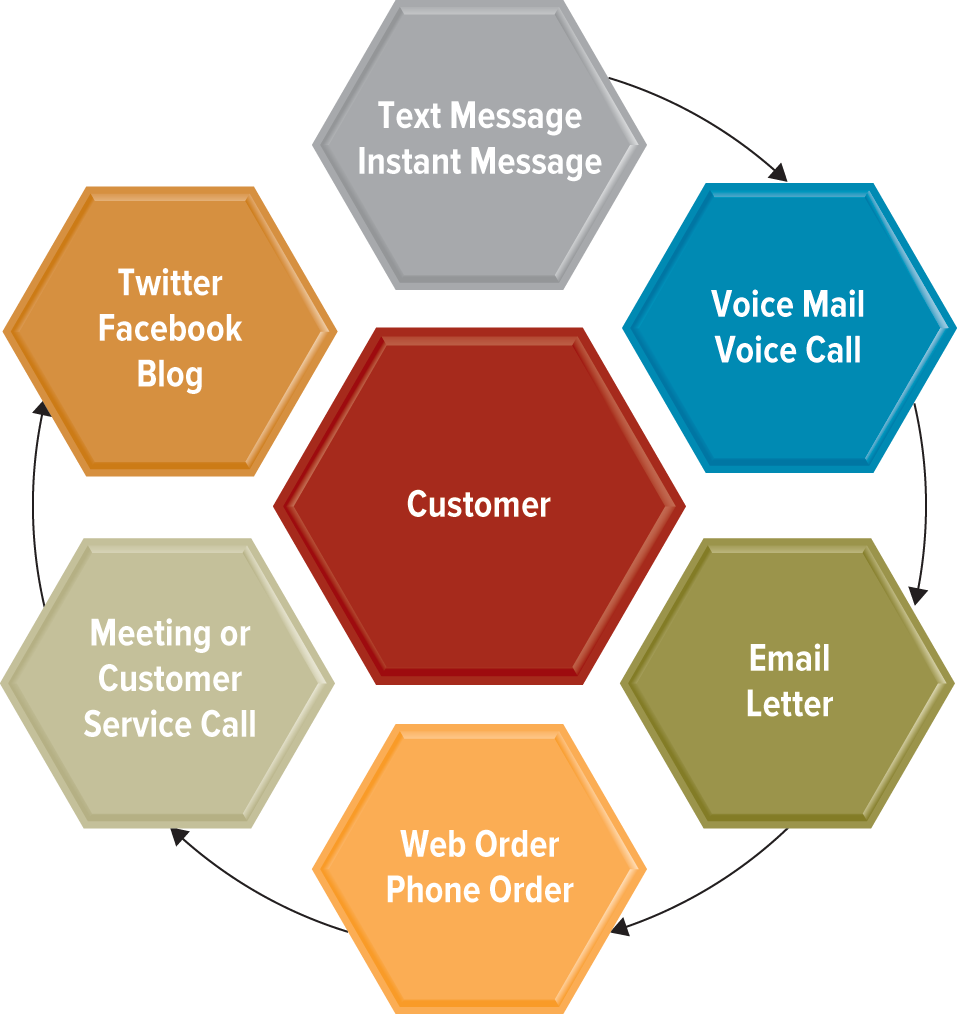 Text Message
Instant Message
Voice Mail
Voice Call
Email
Letter
Web Order
Phone Order
Meeting or
Customer
Service Call
Twitter
Facebook
Blog
Customer